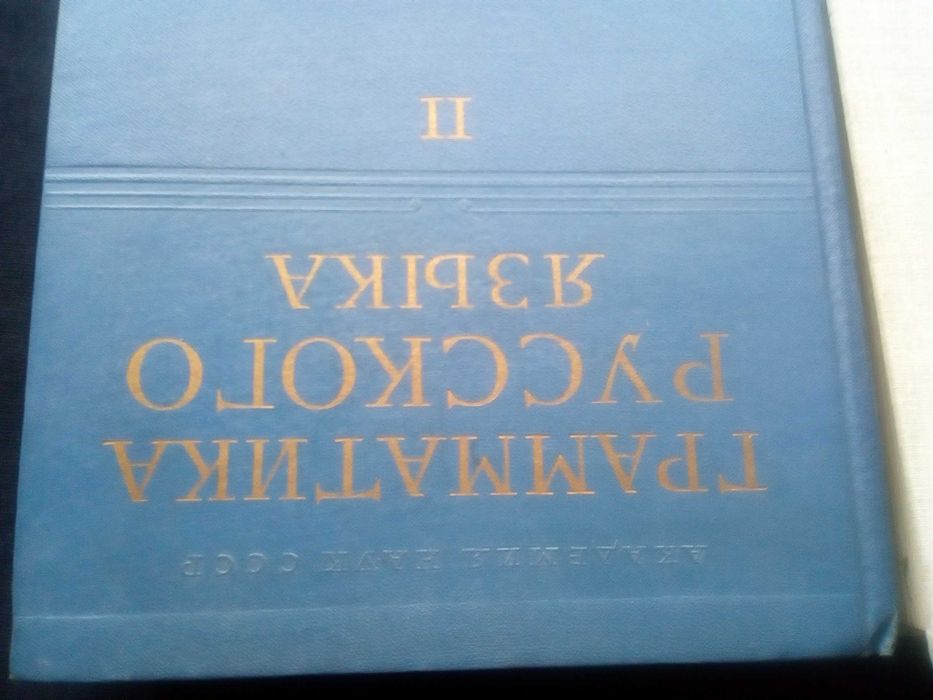 АКАДЕМИЯ НАУК СССР
ГРАММАТИКА
РУССКОГО
ЯЗЫКА
II